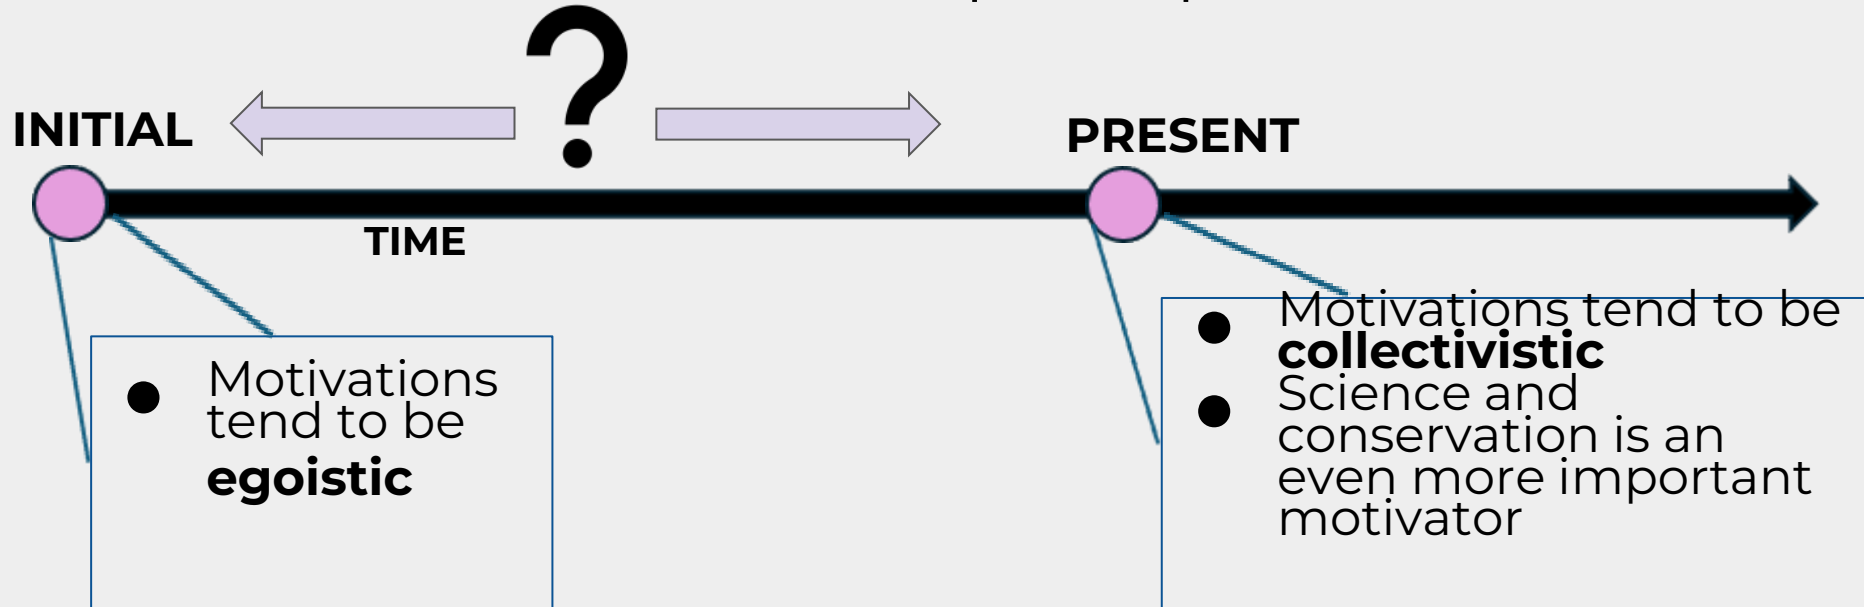 ?
INITIAL
PRESENT
TIME
● Motivations
tend to be
egoistic
● Motivations tend to be
collectivistic
● Science and
conservation is an
even more important
motivator